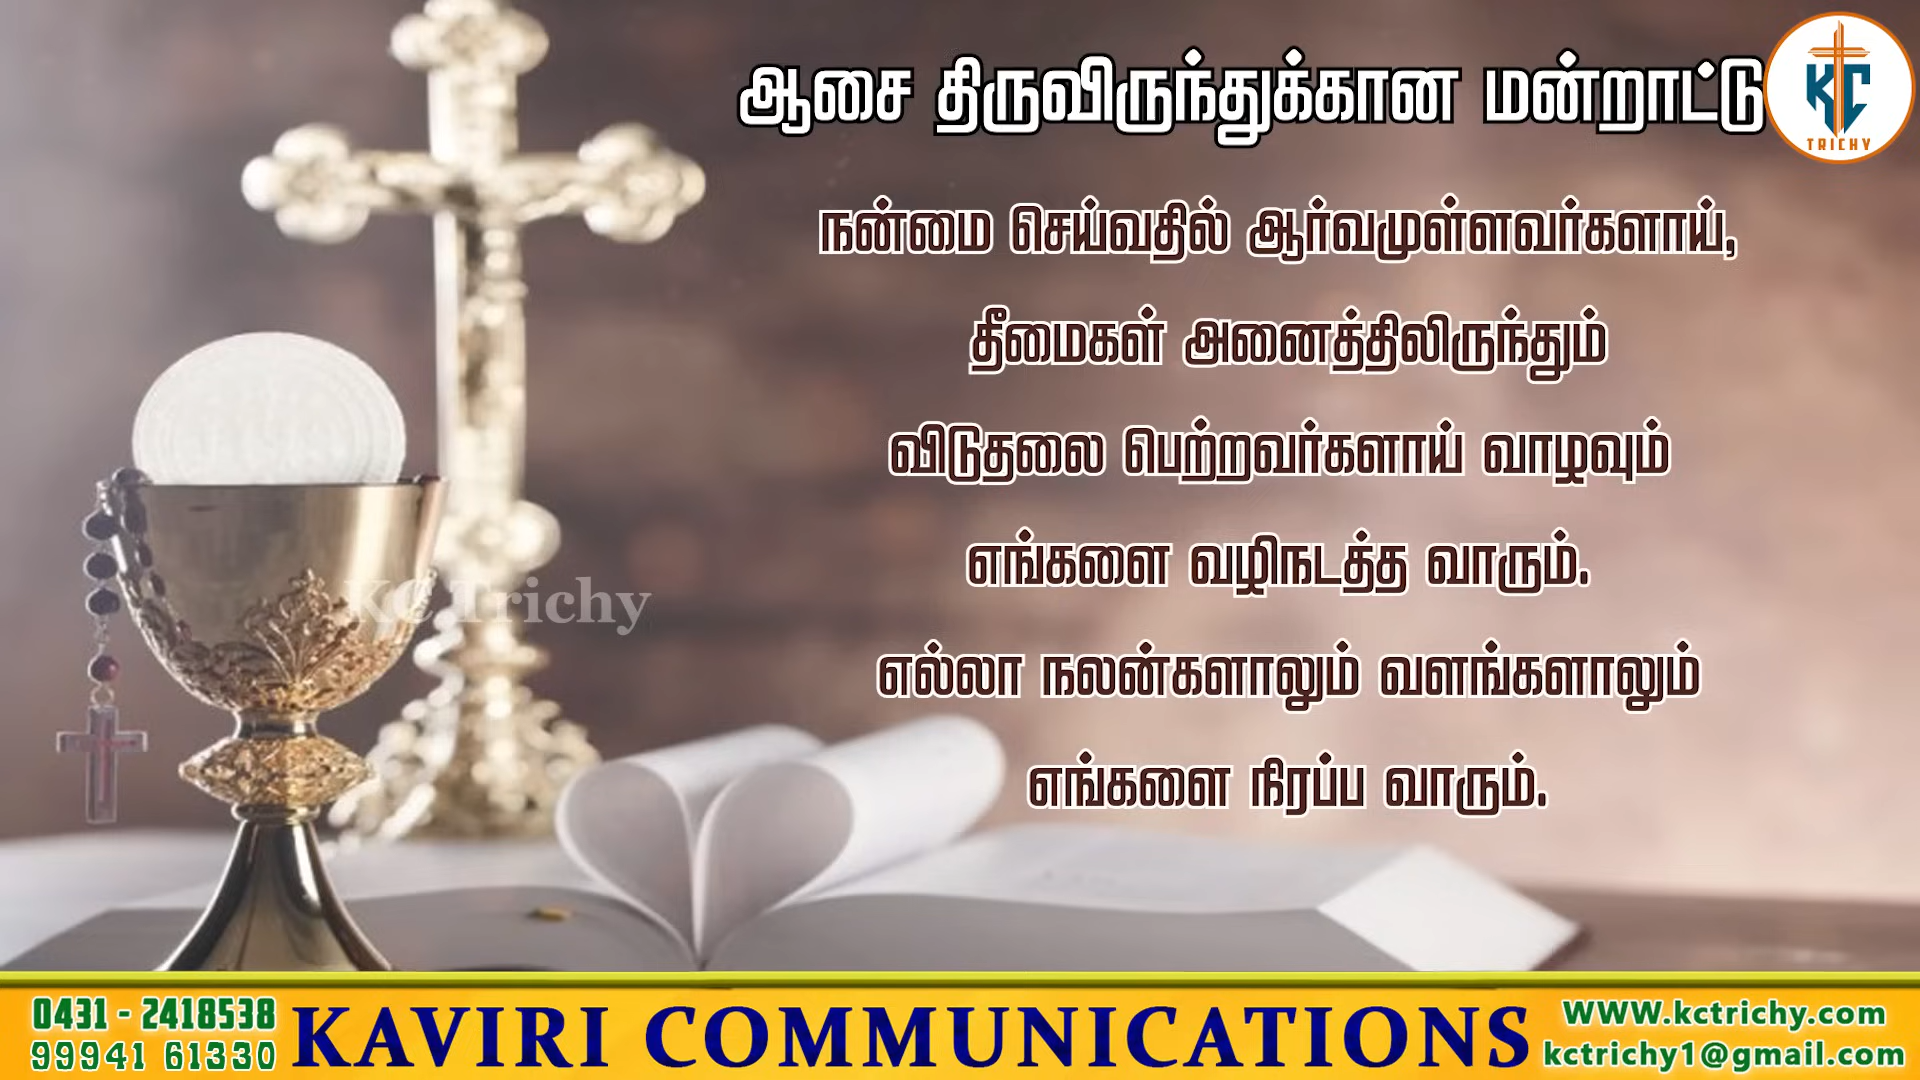 ஆசை திருவிருந்துக்கான மன்றாட்டு
KC
TRICHY
நன்மை செய்வதில் ஆர்வமுள்ளவர்களாய்,
தீமைகள் அனைத்திலிருந்தும்
விடுதலை பெற்றவர்களாய் வாழவும்
எங்களை வழிநடத்த வாரும்.
எல்லா நலன்களாலும் வளங்களாலும்
எங்களை நிரப்ப வாரும்.
KC Trichy
0431 - 2418538
99941 61330
KAVIRI COMMUNICATIONS
www.kctrichy.com
kctrichy1@gmail.com